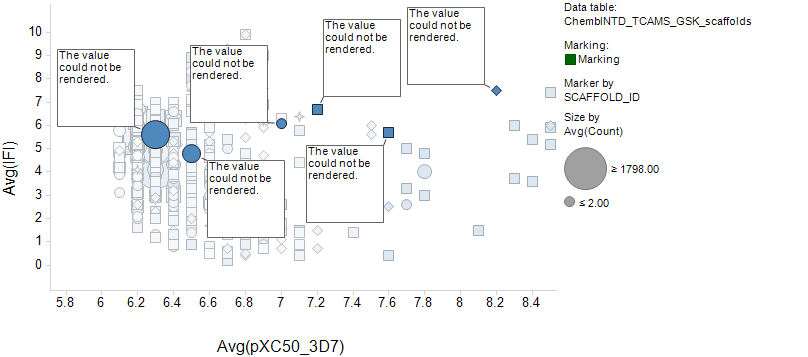 Data table:
ChemblNTD_TCAMS_GSK_scaffolds
Marking:
Marking
Marker by
SCAFFOLD_ID
Size by
Avg(Count)
≥ 1798.00
≤ 2.00
The value
could not be
rendered.
The value
could not be
rendered.
The value
could not be
rendered.
The value
could not be
rendered.
The value
could not be
rendered.
The value
could not be
rendered.
Avg(IFI)
10
9
8
7
6
5
4
3
2
1
0
5.8 6 6.2 6.4 6.6 6.8 7 7.2 7.4 7.6 7.8 8 8.2 8.4
Avg(pXC50_3D7)